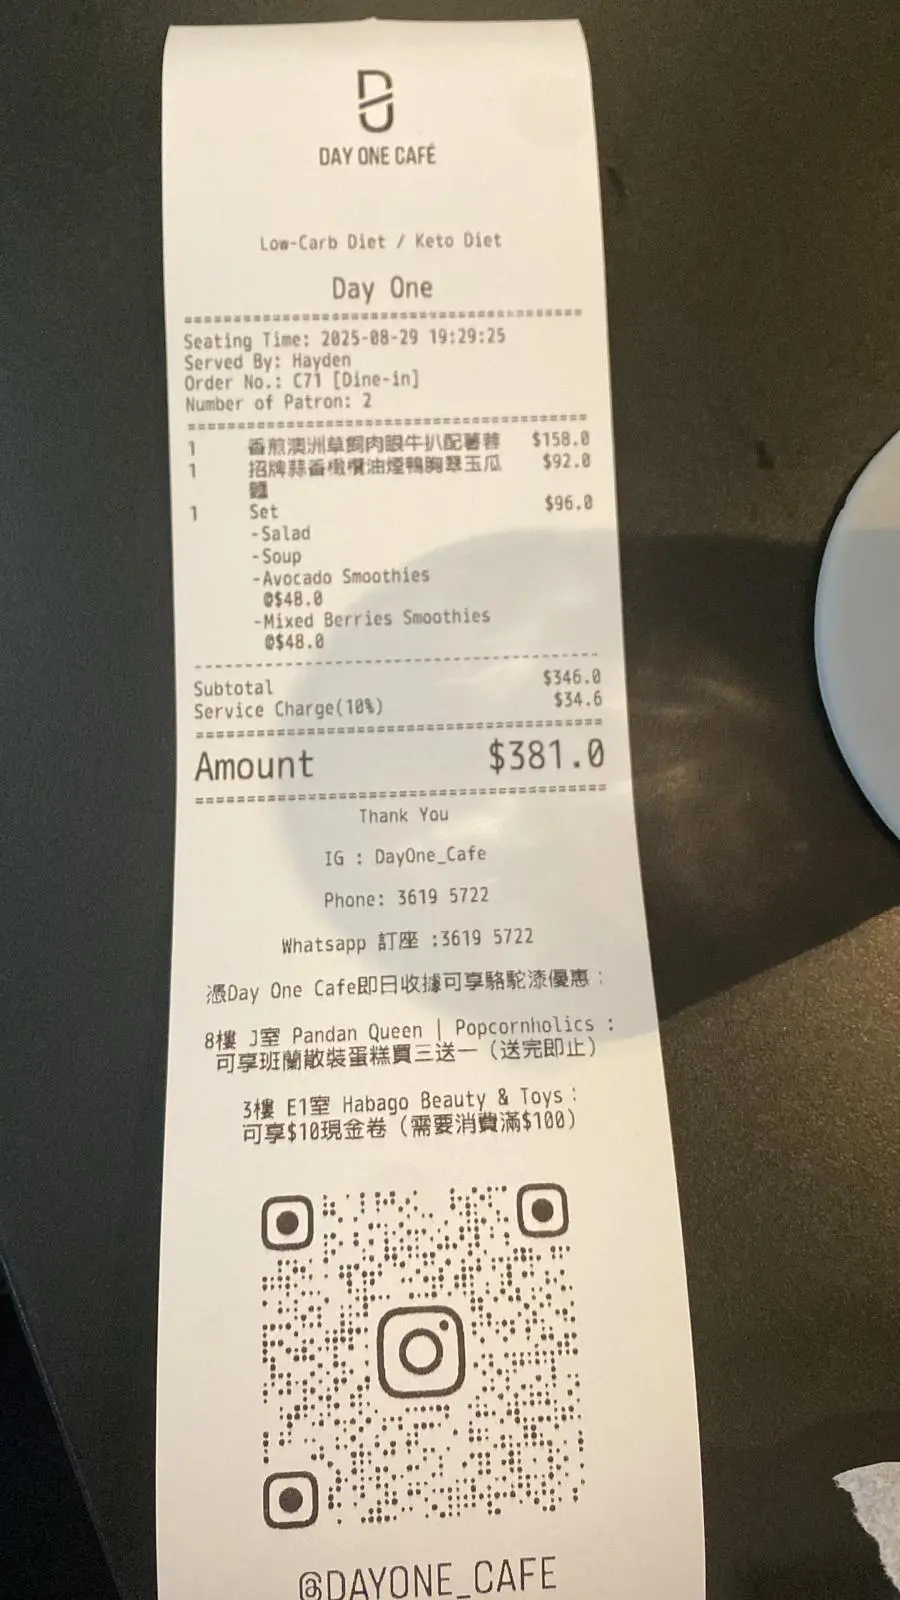 DAY ONE CAFÉ
Low-Carb Diet / Keto Diet
Day One
Seating Time: 2025-08-29 19:29:25
Served By: Hayden
Order No.: C71 [Dine-in]
Number of Patron: 2
1 香煎澳洲草飼肉眼牛扒配薯蓉 $158.0
1 招牌蒜香橄欖油煙鴨胸翠玉瓜 $92.0
麵
1 Set $96.0
-Salad
-Soup
-Avocado Smoothies
@$48.0
-Mixed Berries Smoothies
@$48.0
Subtotal $346.0
Service Charge(10%) $34.6
Amount $381.0
Thank You
IG : DayOne_Cafe
Phone: 3619 5722
Whatsapp 訂座 :3619 5722
憑Day One Cafe即日收據可享駱駝漆優惠：
8樓 J室 Pandan Queen | Popcornholics :
可享班蘭散裝蛋糕買三送一（送完即止）
3樓 E1室 Habago Beauty & Toys：
可享$10現金卷（需要消費滿$100）
@DAYONE_CAFE